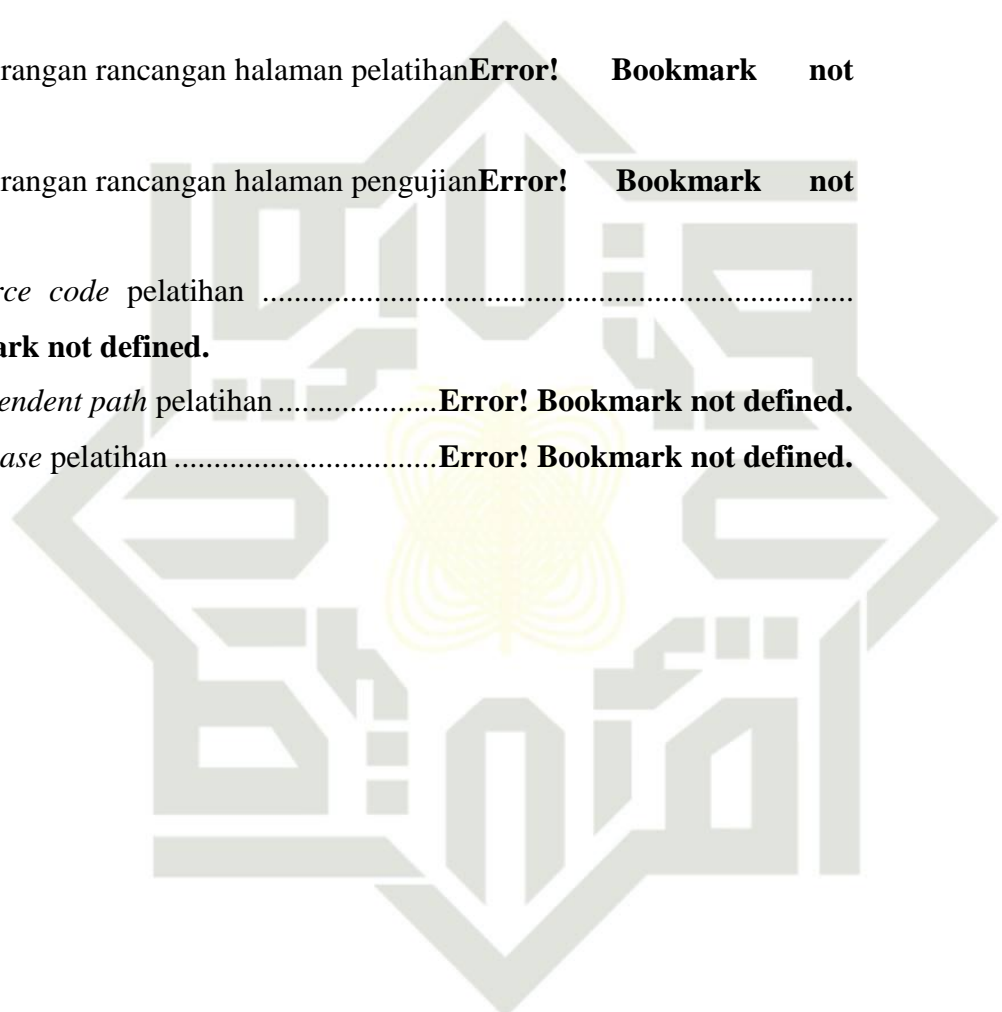 rangan rancangan halaman pelatihanError! Bookmark not
rangan rancangan halaman pengujianError! Bookmark not
rce code pelatihan ..........................................................................
ark not defined.
endent path pelatihan ....................Error! Bookmark not defined.
ase pelatihan .................................Error! Bookmark not defined.